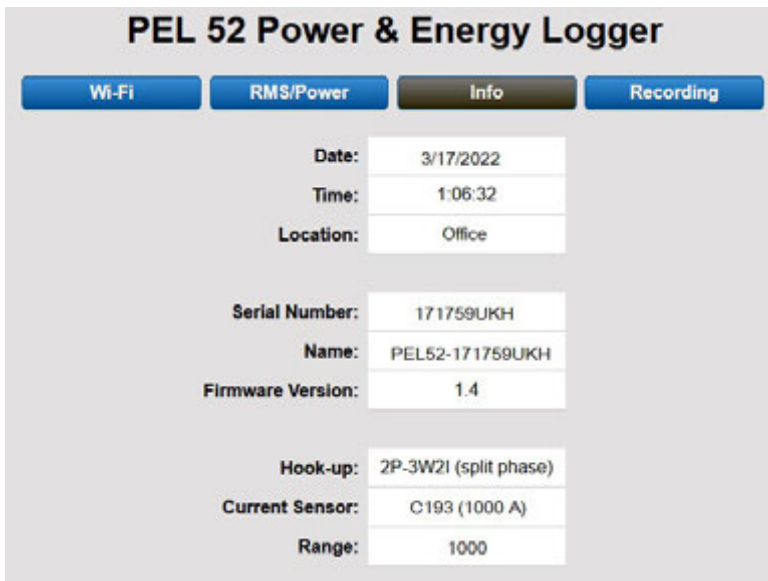 PEL 52 Power & Energy Logger
Wi-Fi RMS/Power Info Recording
Date: 3/17/2022
Time: 1:06:32
Location: Office
Serial Number: 171759UKH
Name: PEL52-171759UKH
Firmware Version: 1.4
Hook-up: 2P-3W2I (split phase)
Current Sensor: C193 (1000 A)
Range: 1000